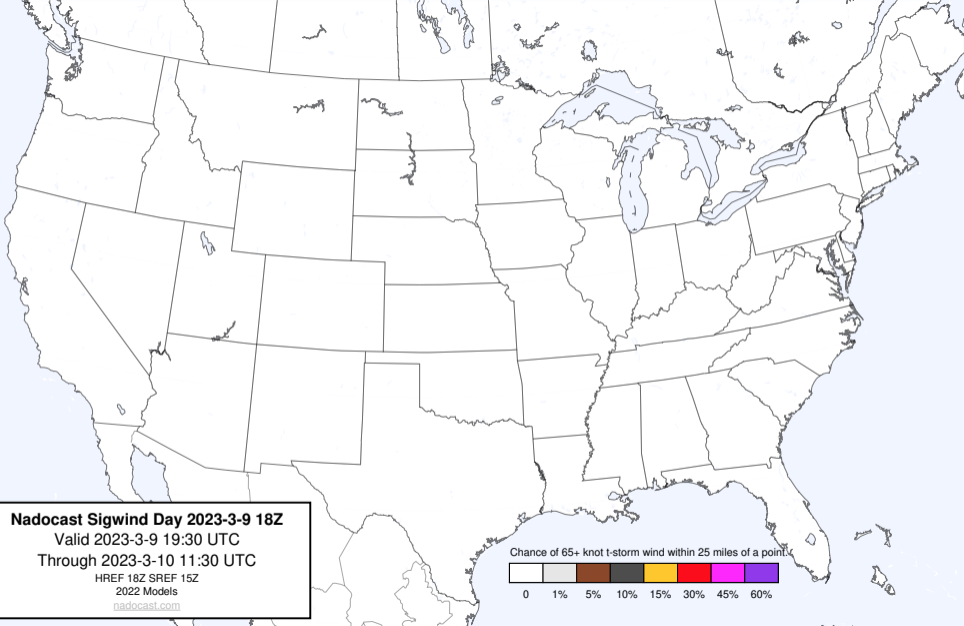 Nadocast Sigwind Day 2023-3-9 18Z
Valid 2023-3-9 19:30 UTC
Through 2023-3-10 11:30 UTC
HREF 18Z SREF 15Z
2022 Models
nadocast.com
Chance of 65+ knot t-storm wind within 25 miles of a point.
0 1% 5% 10% 15% 30% 45% 60%